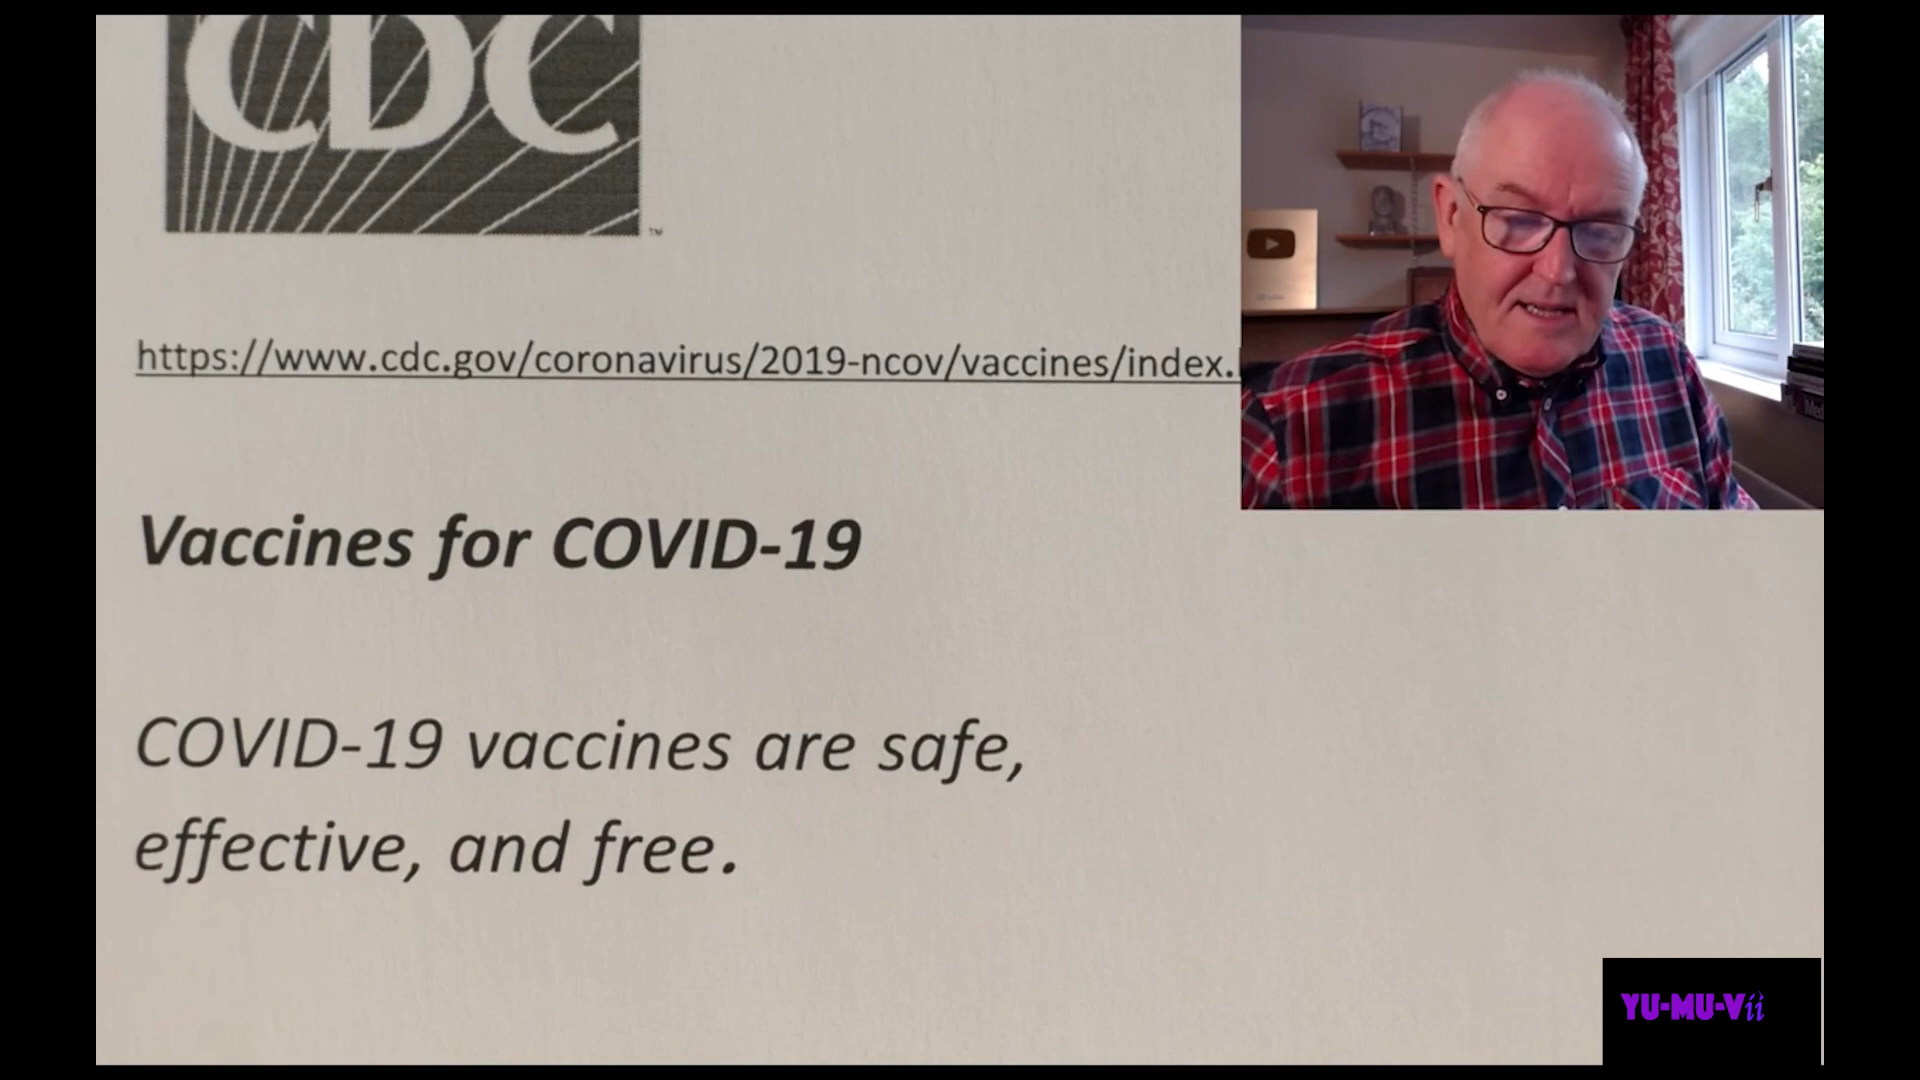 CDC
™
https://www.cdc.gov/coronavirus/2019-ncov/vaccines/index.
Vaccines for COVID-19
COVID-19 vaccines are safe,
effective, and free.
YU-MU-Vii